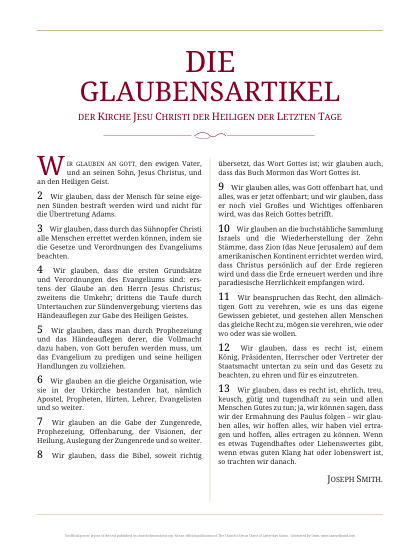 DIE
GLAUBENSARTIKEL
DER KIRCHE JESU CHRISTI DER HEILIGEN DER LETZTEN TAGE
WIR GLAUBEN AN GOTT, den ewigen Vater,
und an seinen Sohn, Jesus Christus, und
an den Heiligen Geist.
2 Wir glauben, dass der Mensch für seine eige-
nen Sünden bestraft werden wird und nicht für
die Übertretung Adams.
3 Wir glauben, dass durch das Sühnopfer Christi
alle Menschen errettet werden können, indem sie
die Gesetze und Verordnungen des Evangeliums
beachten.
4 Wir glauben, dass die ersten Grundsätze
und Verordnungen des Evangeliums sind: ers-
tens der Glaube an den Herrn Jesus Christus;
zweitens die Umkehr; drittens die Taufe durch
Untertauchen zur Sündenvergebung; viertens das
Händeauflegen zur Gabe des Heiligen Geistes.
5 Wir glauben, dass man durch Prophezeiung
und das Händeauflegen derer, die Vollmacht
dazu haben, von Gott berufen werden muss, um
das Evangelium zu predigen und seine heiligen
Handlungen zu vollziehen.
6 Wir glauben an die gleiche Organisation, wie
sie in der Urkirche bestanden hat, nämlich
Apostel, Propheten, Hirten, Lehrer, Evangelisten
und so weiter.
7 Wir glauben an die Gabe der Zungenrede,
Prophezeiung, Offenbarung, der Visionen, der
Heilung, Auslegung der Zungenrede und so weiter.
8 Wir glauben, dass die Bibel, soweit richtig
übersetzt, das Wort Gottes ist; wir glauben auch,
dass das Buch Mormon das Wort Gottes ist.
9 Wir glauben alles, was Gott offenbart hat, und
alles, was er jetzt offenbart; und wir glauben, dass
er noch viel Großes und Wichtiges offenbaren
wird, was das Reich Gottes betrifft.
10 Wir glauben an die buchstäbliche Sammlung
Israels und die Wiederherstellung der Zehn
Stämme, dass Zion (das Neue Jerusalem) auf dem
amerikanischen Kontinent errichtet werden wird,
dass Christus persönlich auf der Erde regieren
wird und dass die Erde erneuert werden und ihre
paradiesische Herrlichkeit empfangen wird.
11 Wir beanspruchen das Recht, den allmäch-
tigen Gott zu verehren, wie es uns das eigene
Gewissen gebietet, und gestehen allen Menschen
das gleiche Recht zu, mögen sie verehren, wie oder
wo oder was sie wollen.
12 Wir glauben, dass es recht ist, einem
König, Präsidenten, Herrscher oder Vertreter der
Staatsmacht untertan zu sein und das Gesetz zu
beachten, zu ehren und für es einzutreten.
13 Wir glauben, dass es recht ist, ehrlich, treu,
keusch, gütig und tugendhaft zu sein und allen
Menschen Gutes zu tun; ja, wir können sagen, dass
wir der Ermahnung des Paulus folgen – wir glau-
ben alles, wir hoffen alles, wir haben viel ertra-
gen und hoffen, alles ertragen zu können. Wenn
es etwas Tugendhaftes oder Liebenswertes gibt,
wenn etwas guten Klang hat oder lobenswert ist,
so trachten wir danach.
JOSEPH SMITH.